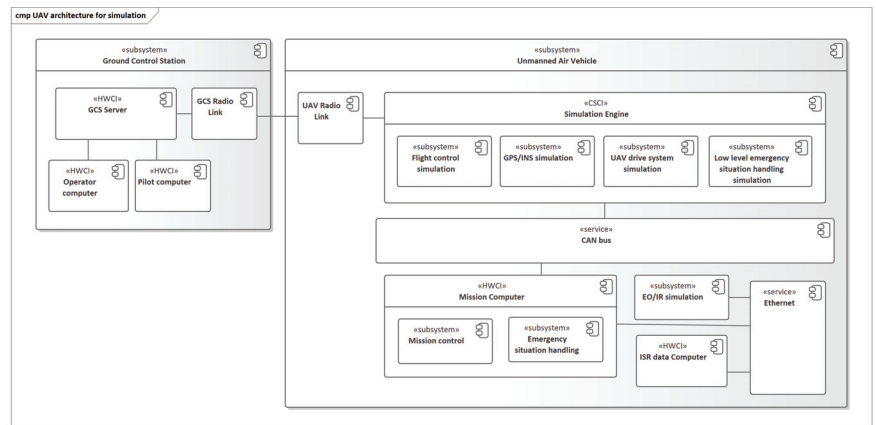 cmp UAV architecture for simulation
«subsystem»
Ground Control Station
«HWCI»
GCS Server
GCS Radio
Link
«HWCI»
Operator
computer
«HWCI»
Pilot computer
«subsystem»
Unmanned Air Vehicle
UAV Radio
Link
«CSCI»
Simulation Engine
«subsystem»
Flight control
simulation
«subsystem»
GPS/INS simulation
«subsystem»
UAV drive system
simulation
«subsystem»
Low level emergency
situation handling
simulation
«service»
CAN bus
«HWCI»
Mission Computer
«subsystem»
Mission control
«subsystem»
Emergency
situation handling
«subsystem»
EO/IR simulation
«HWCI»
ISR data Computer
«service»
Ethernet